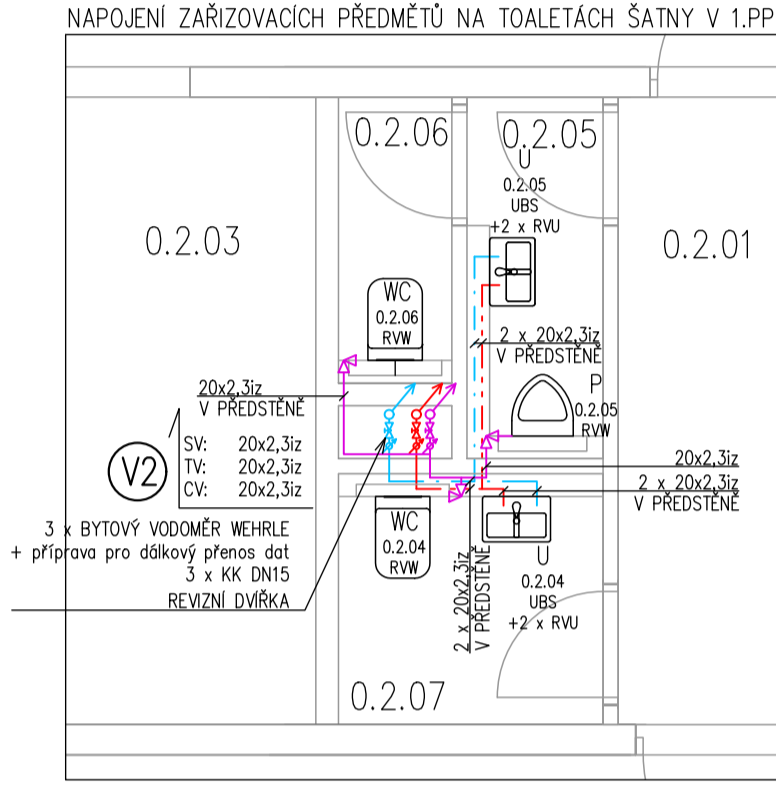 NAPOJENÍ ZAŘIZOVACÍCH PŘEDMĚTŮ NA TOALETÁCH ŠATNY V 1.PP
0.2.06
0.2.05
U
0.2.05
UBS
+2 x RVU
0.2.03
0.2.01
WC
0.2.06
RVW
2 x 20x2,3iz
V PŘEDSTĚNĚ
P
0.2.05
RVW
20x2,3iz
V PŘEDSTĚNĚ
V2
SV: 20x2,3iz
TV: 20x2,3iz
CV: 20x2,3iz
20x2,3iz
2 x 20x2,3iz
V PŘEDSTĚNĚ
3 x BYTOVÝ VODOMĚR WEHRLE
+ příprava pro dálkový přenos dat
3 x KK DN15
REVIZNÍ DVÍŘKA
WC
0.2.04
RVW
2 x 20x2,3iz
V PŘEDSTĚNĚ
U
0.2.04
UBS
+2 x RVU
0.2.07